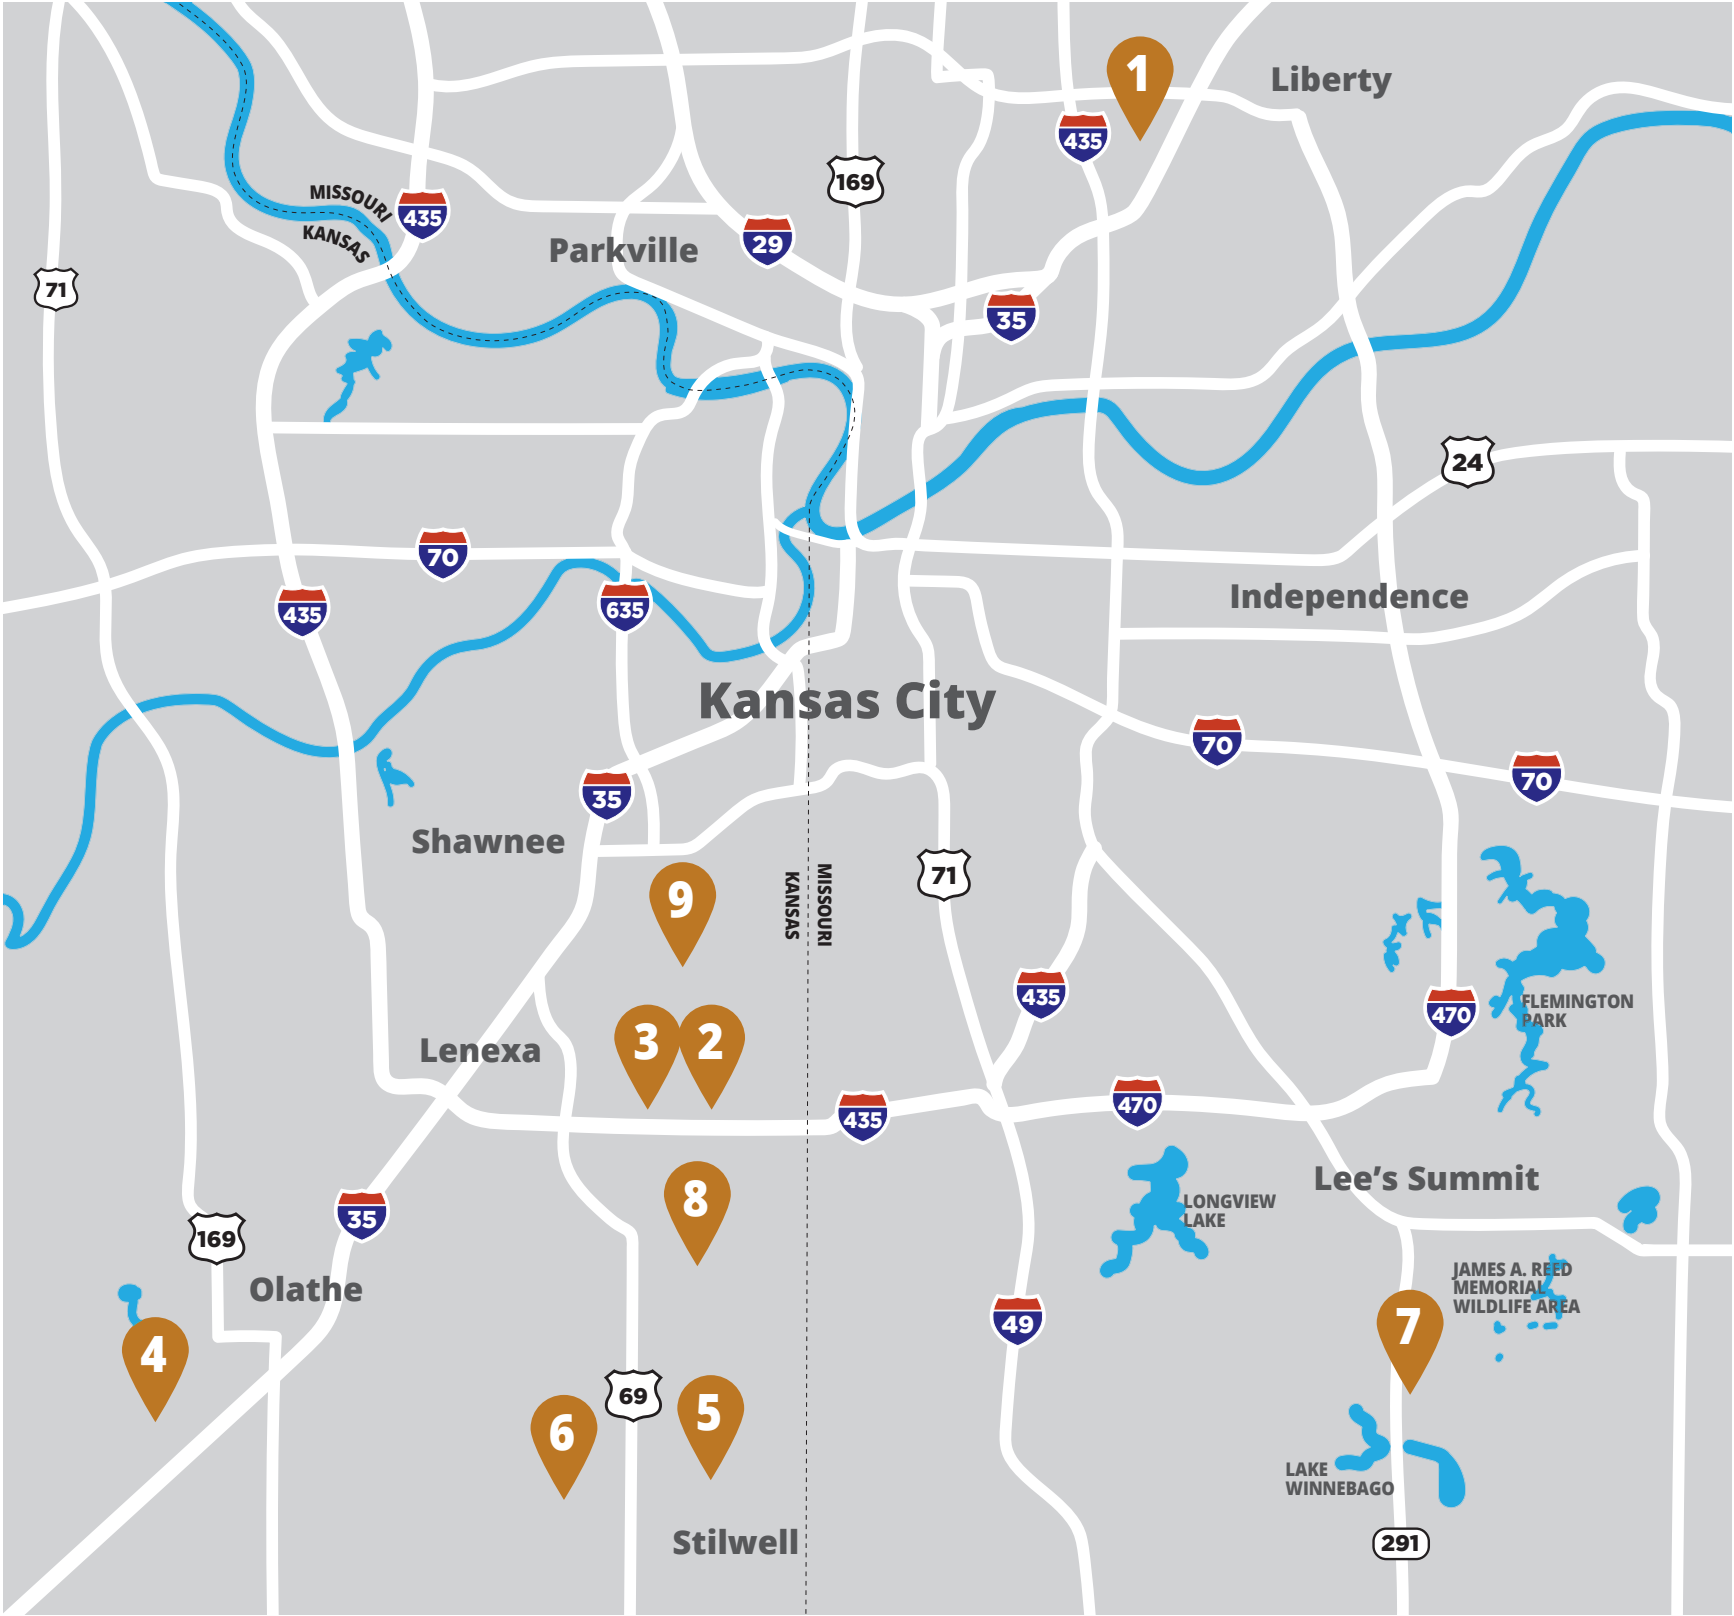 1
Liberty
435
169
MISSOURI
KANSAS
435
Parkville
29
71
35
24
70
435
635
Independence
Kansas City
70
70
35
Shawnee
71
KANSAS
MISSOURI
9
435
470
FLEMINGTON
PARK
3
2
Lenexa
435
470
Lee's Summit
8
LONGVIEW
LAKE
35
169
Olathe
JAMES A. REED
MEMORIAL
WILDLIFE AREA
49
7
4
69
5
6
LAKE
WINNEBAGO
Stilwell
291